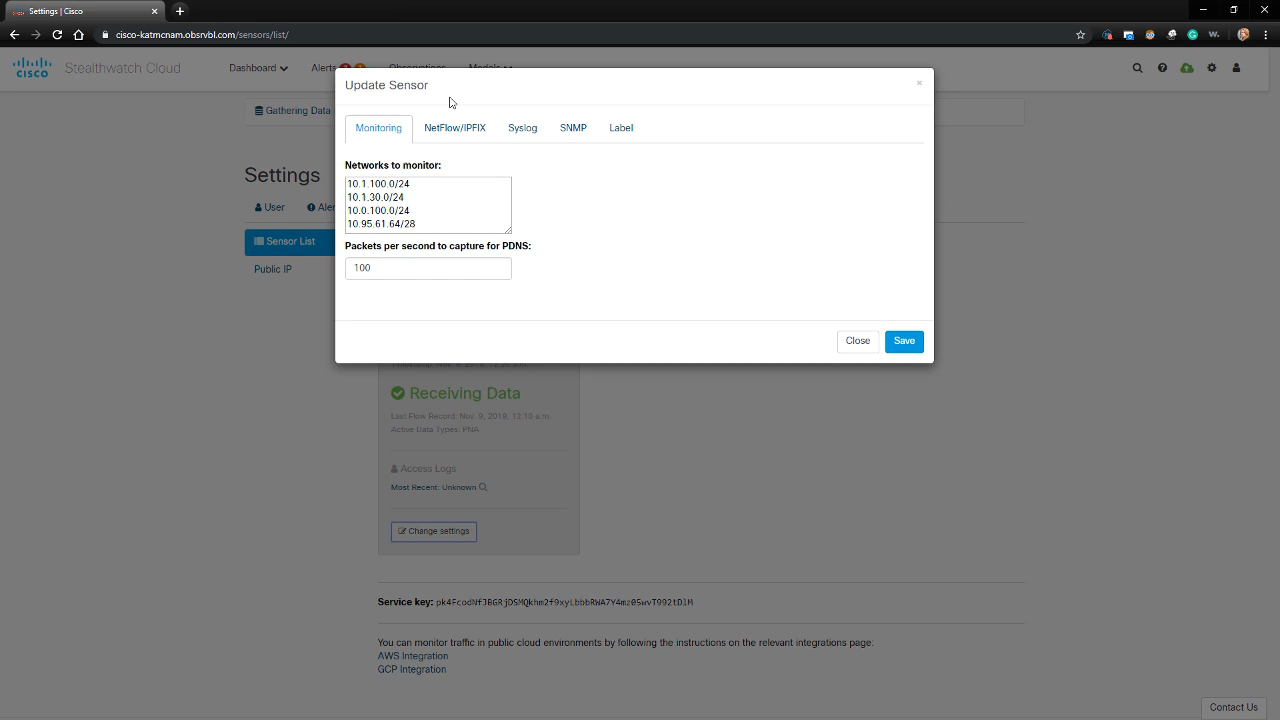 Settings | Cisco
cisco-katmcnam.obsrvbl.com/sensors/list/
CISCO
Stealthwatch Cloud
Dashboard
Alerts
Observations
Models
Gathering Data
Settings
User
Sensor List
Public IP
Update Sensor
Monitoring NetFlow/IPFIX Syslog SNMP Label
Networks to monitor:
10.1.100.0/24
10.1.30.0/24
10.0.100.0/24
10.95.61.64/28
Packets per second to capture for PDNS:
100
Close Save
Receiving Data
Last Flow Record: Nov. 9, 2019, 12:10 a.m.
Active Data Types: PNA
Access Logs
Most Recent: Unknown
Change settings
Service key: pk4FcodNfJBGRjDSMQkhm2f9xyLbbbRWA7Y4mz05wvT992tDlM
You can monitor traffic in public cloud environments by following the instructions on the relevant integrations page:
AWS Integration
GCP Integration
Contact Us